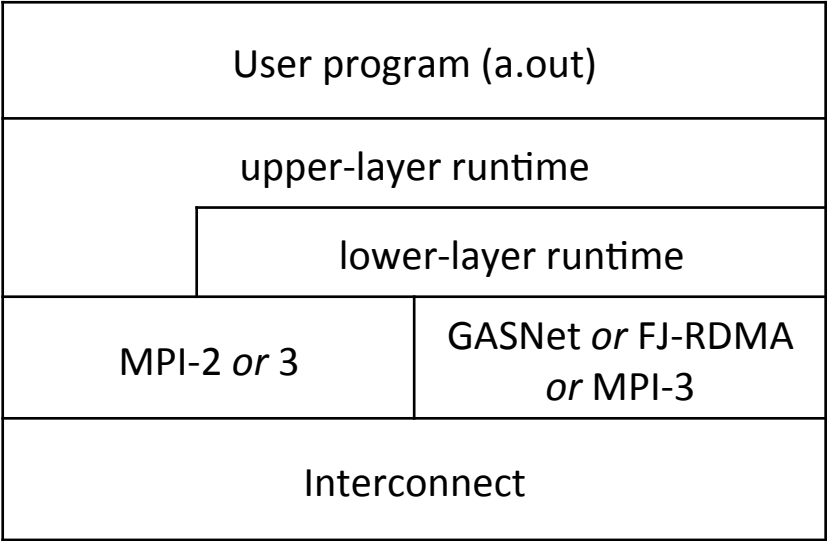 User program (a.out)
upper-layer runtime
lower-layer runtime
MPI-2 or 3
GASNet or FJ-RDMA
or MPI-3
Interconnect